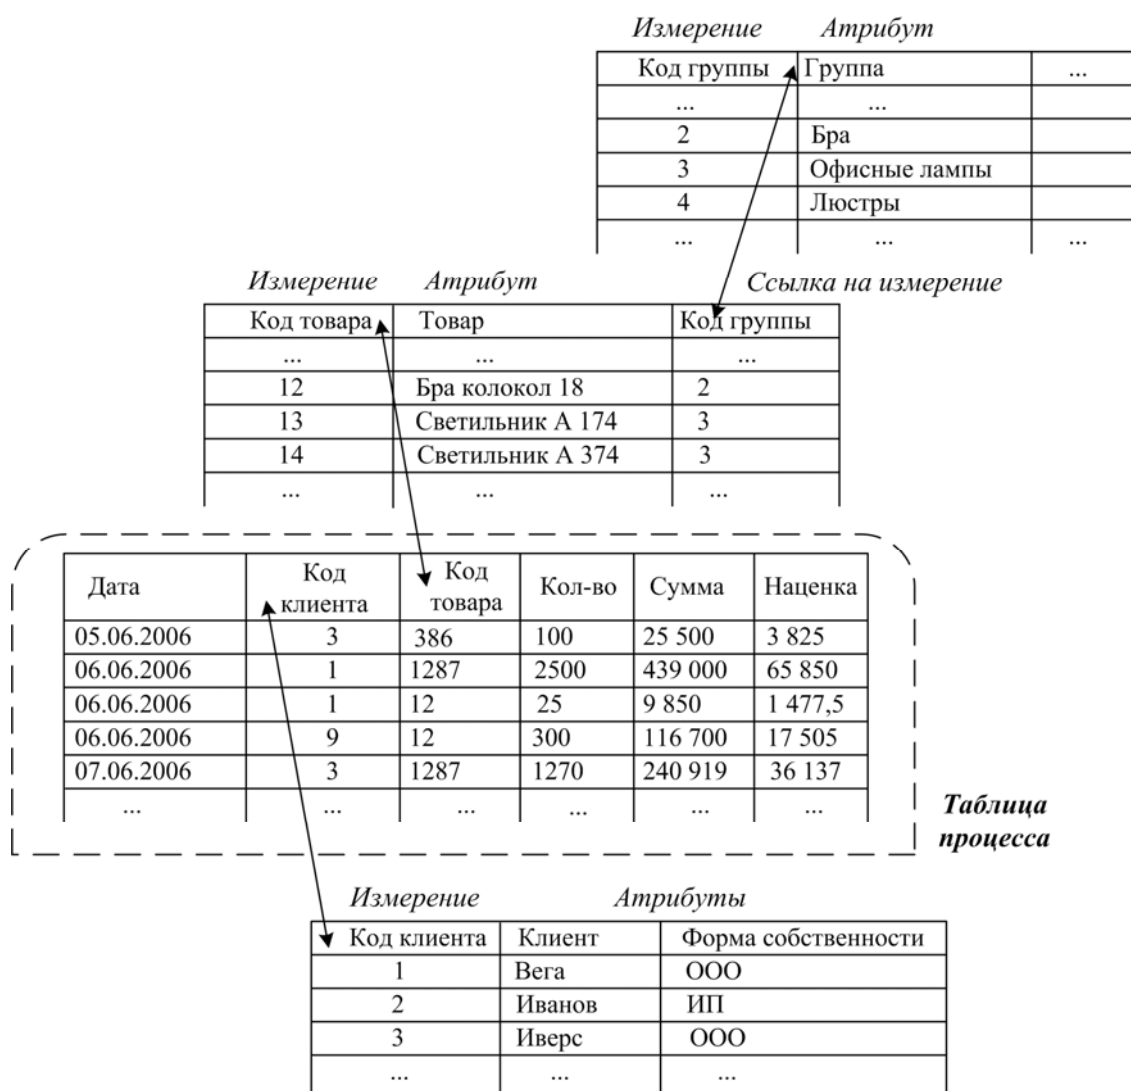 Измерение Атрибут
Код группы Группа ...
... ...
2 Бра
3 Офисные лампы
4 Люстры
... ... ...
Измерение Атрибут Ссылка на измерение
Код товара Товар Код группы
... ... ...
12 Бра колокол 18 2
13 Светильник А 174 3
14 Светильник А 374 3
... ... ...
Дата Код клиента Код товара Кол-во Сумма Наценка
05.06.2006 3 386 100 25 500 3 825
06.06.2006 1 1287 2500 439 000 65 850
06.06.2006 1 12 25 9 850 1 477,5
06.06.2006 9 12 300 116 700 17 505
07.06.2006 3 1287 1270 240 919 36 137
... ... ... ... ... ...
Таблица
процесса
Измерение Атрибуты
Код клиента Клиент Форма собственности
1 Вега ООО
2 Иванов ИП
3 Иверс ООО
... ... ...